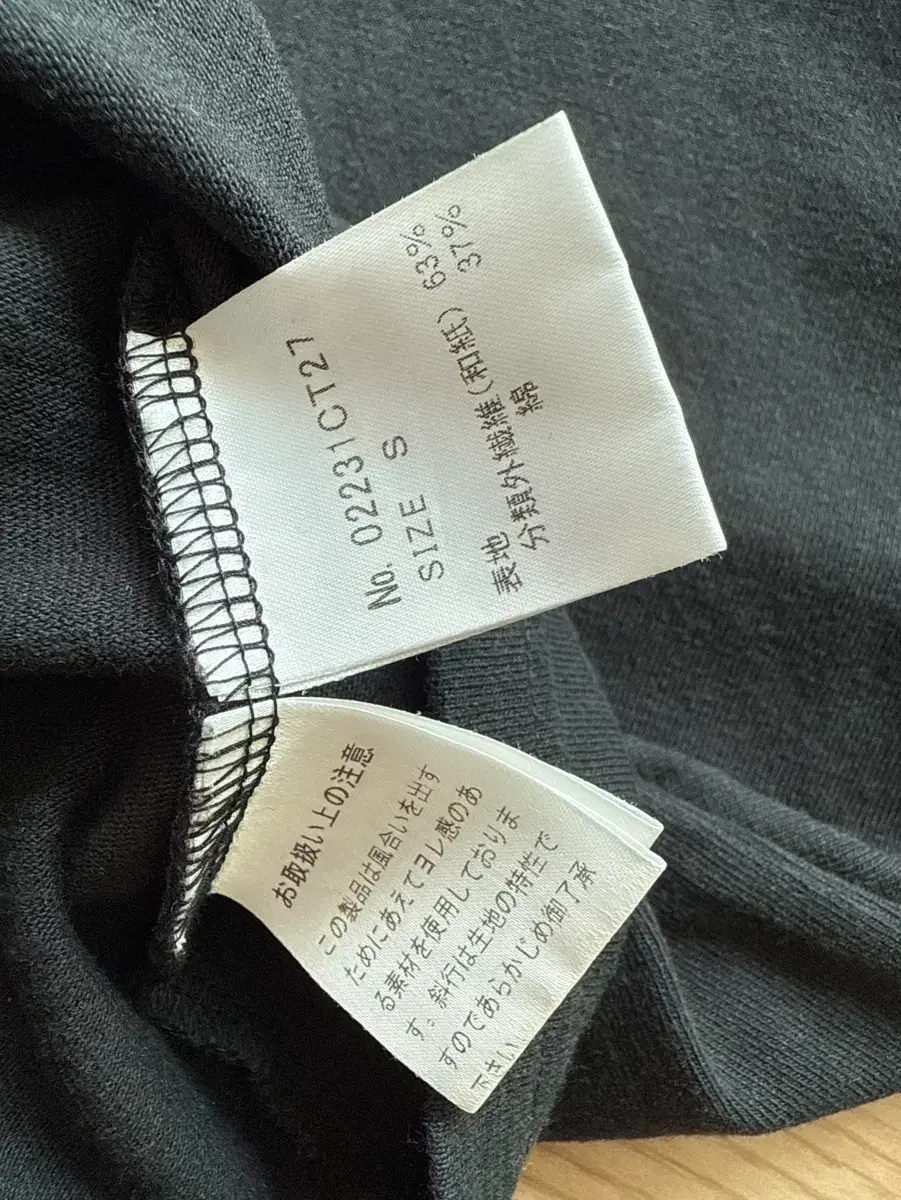 No. 02231CT27
SIZE S
表地
分類外繊維(和紙) 63%
綿 37%
お取扱い上の注意
この製品は風合いを出す
ためにあえてヨレ感のあ
る素材を使用しておりま
す。斜行は生地の特性で
すのであらかじめ御了承
下さい